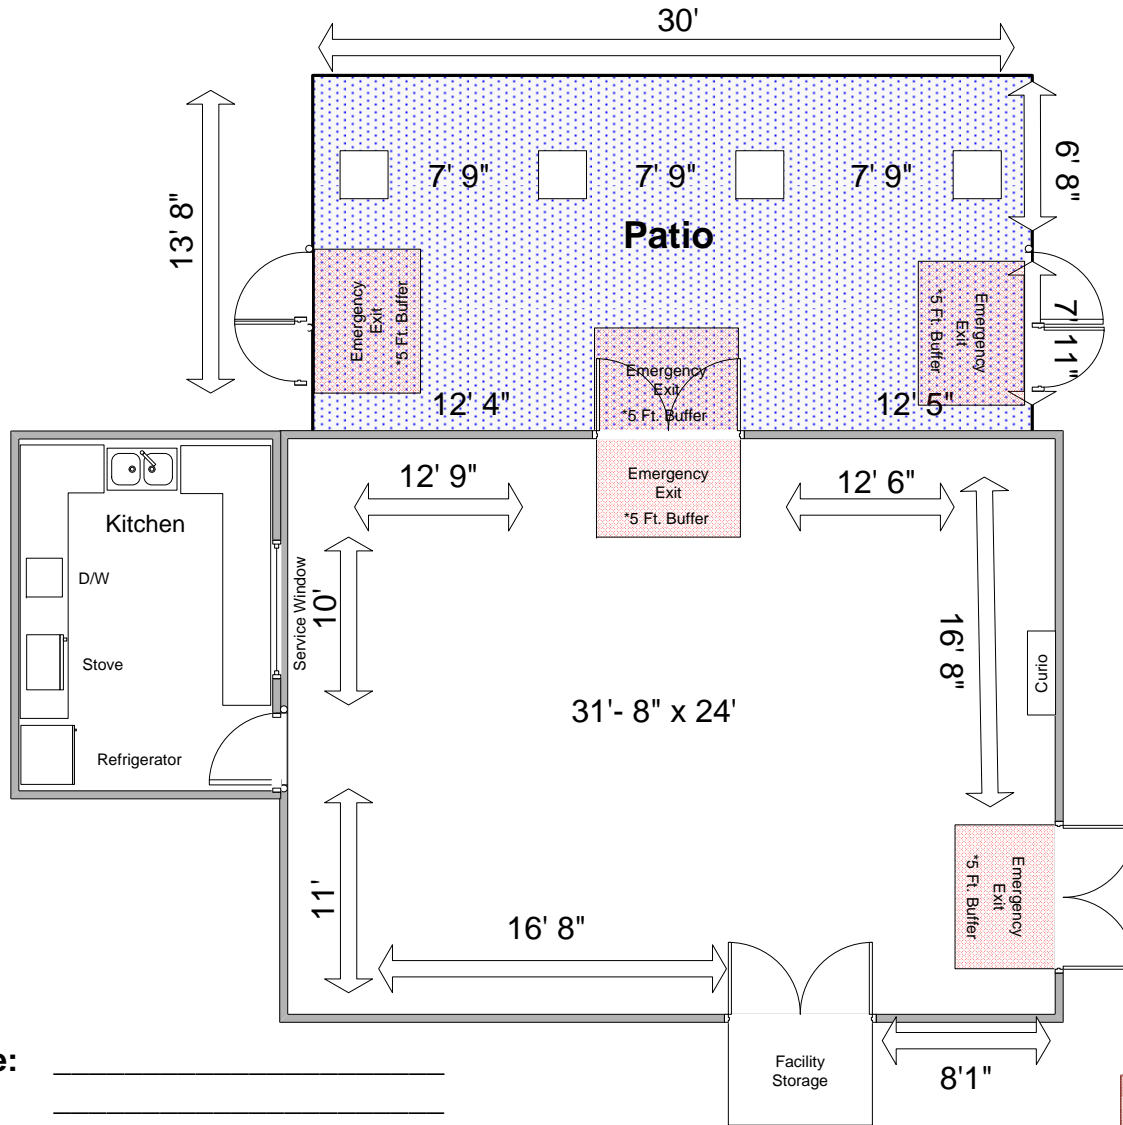 30'
13' 8"
6' 8"
7' 9"
7' 9"
7' 9"
Patio
Emergency
Exit
*5 Ft. Buffer
Emergency
Exit
*5 Ft. Buffer
7' 11"
Emergency
Exit
*5 Ft. Buffer
12' 4"
12' 5"
Emergency
Exit
*5 Ft. Buffer
12' 9"
12' 6"
Kitchen
D/W
Stove
Refrigerator
Service Window
10'
16' 8"
Curio
31'- 8" x 24'
Emergency
Exit
*5 Ft. Buffer
11'
16' 8"
Facility
Storage
8'1"
e: